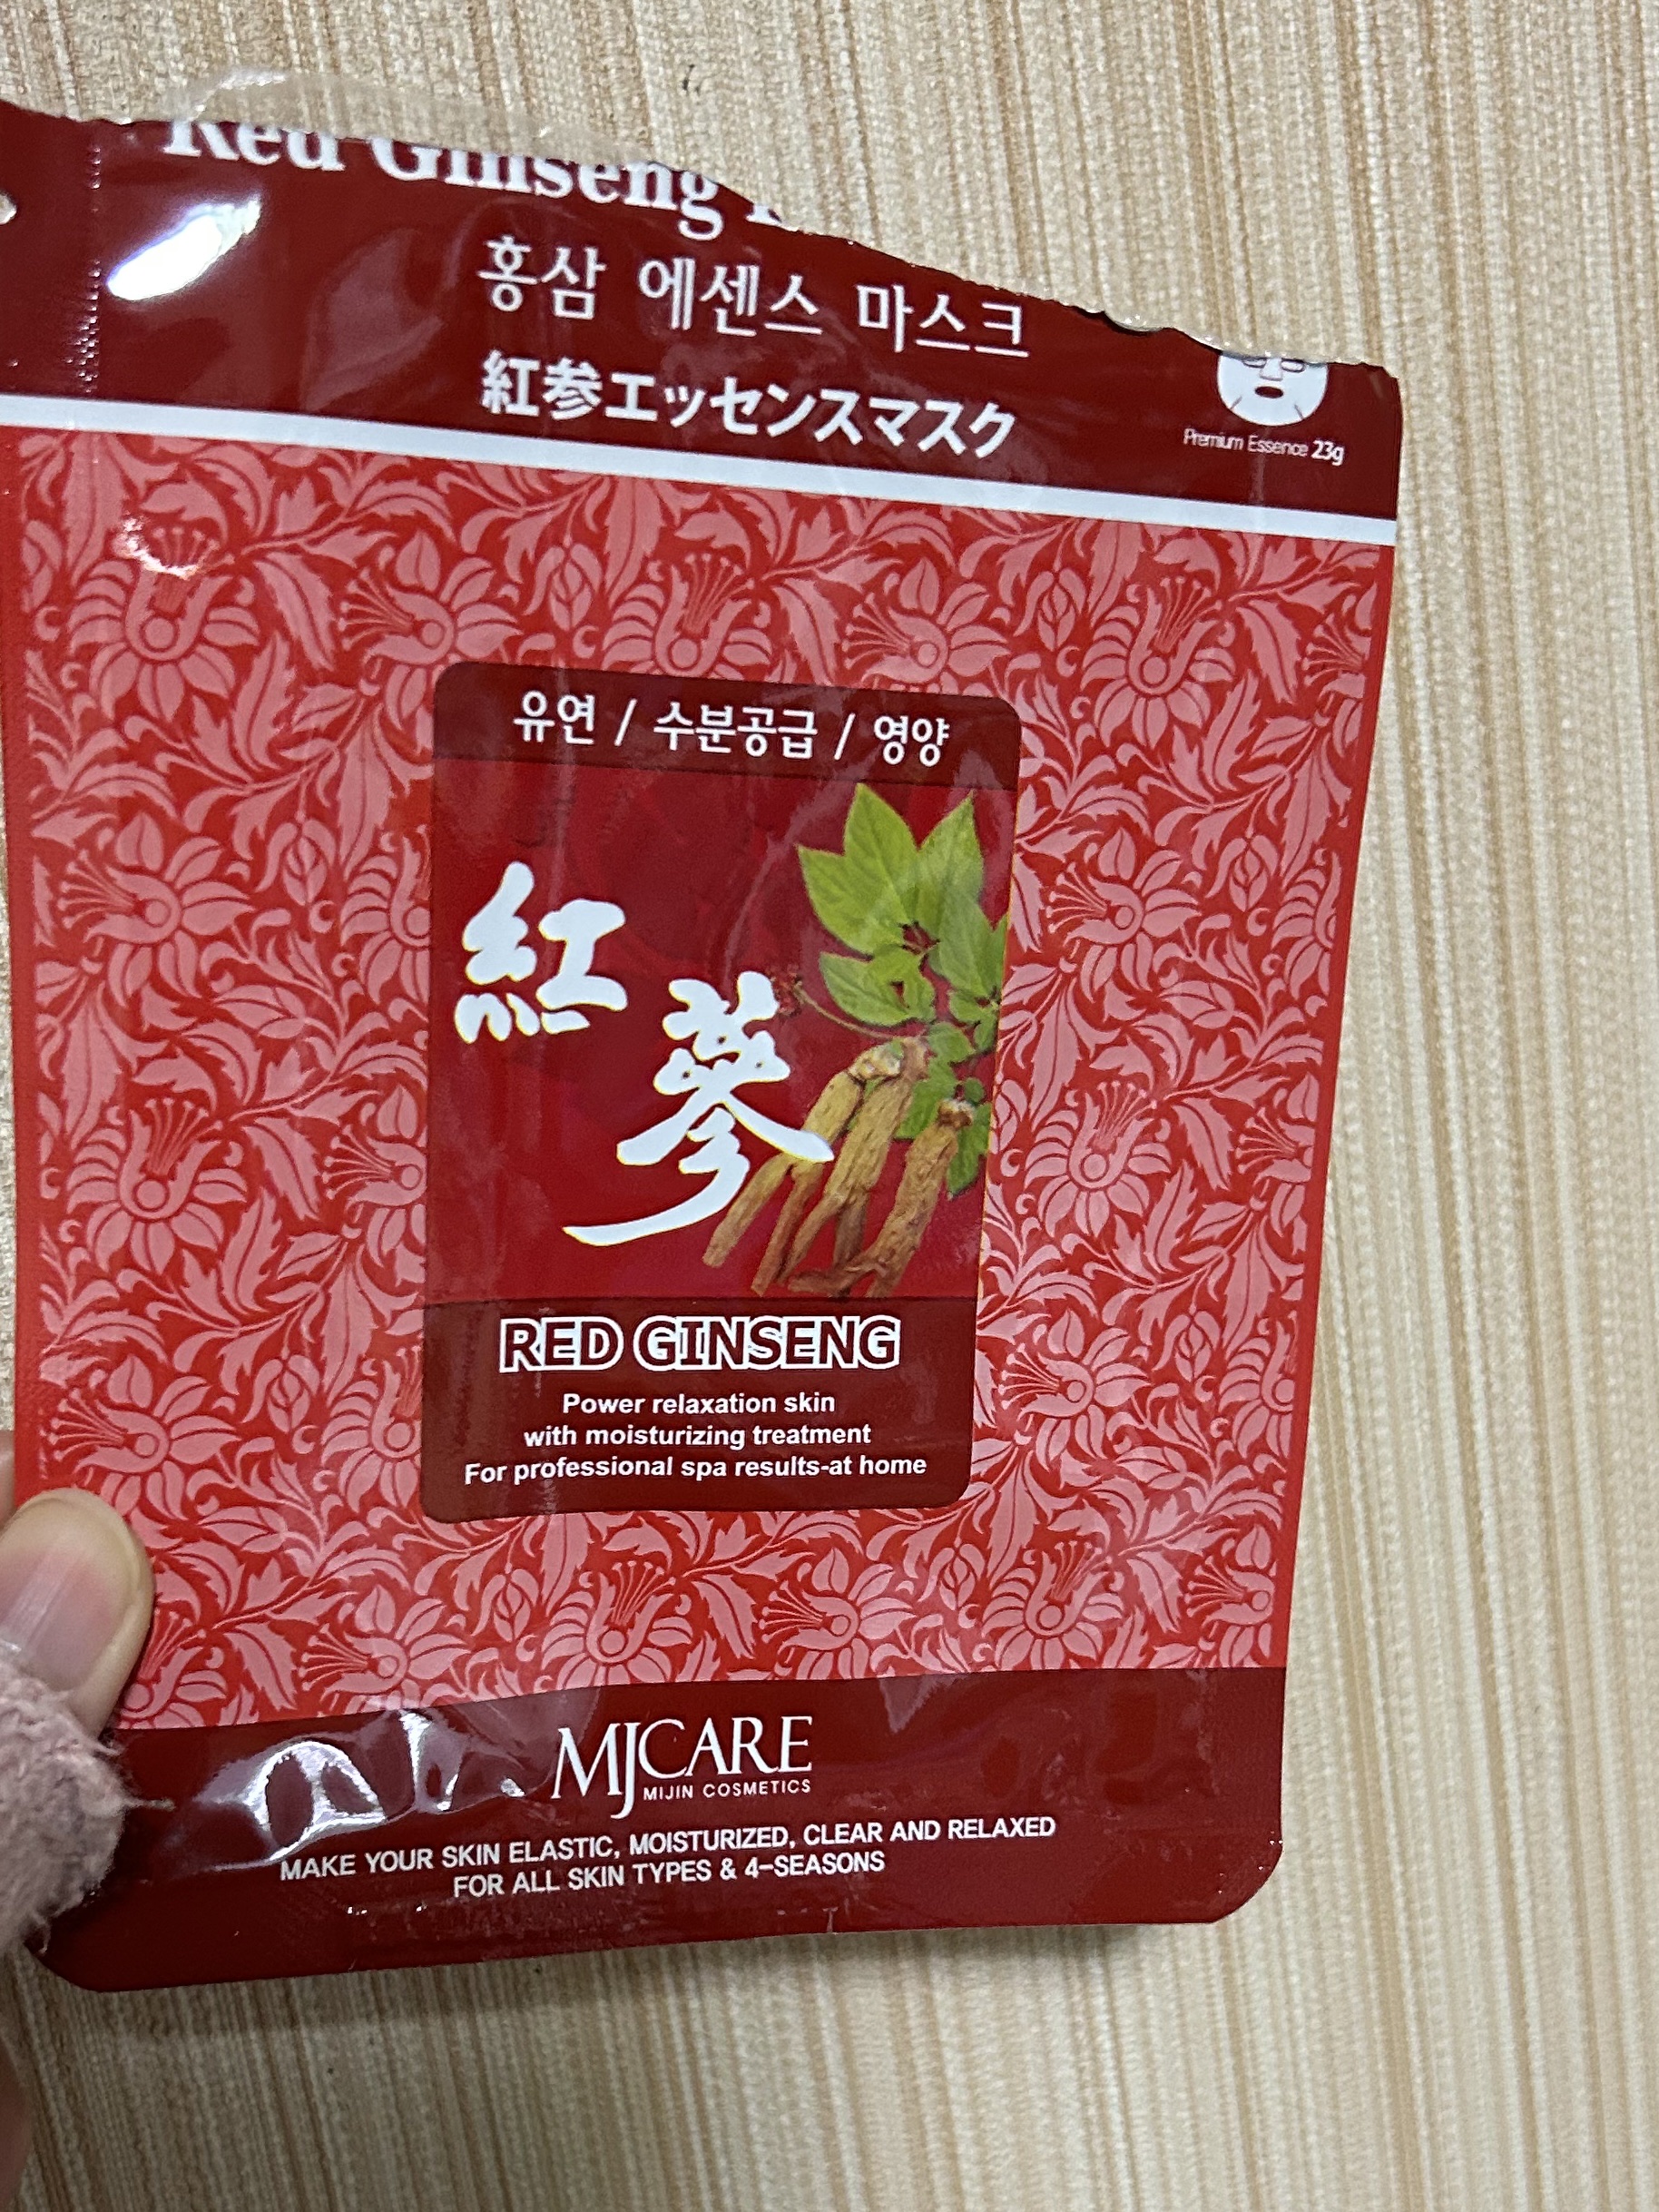 Red Ginseng
홍삼 에센스 마스크
紅参エッセンスマスク
Premium Essence 23g
유연 / 수분공급 / 영양
紅
蔘
RED GINSENG
Power relaxation skin
with moisturizing treatment
For professional spa results-at home
MJCARE
MIJIN COSMETICS
MAKE YOUR SKIN ELASTIC, MOISTURIZED, CLEAR AND RELAXED
FOR ALL SKIN TYPES & 4-SEASONS